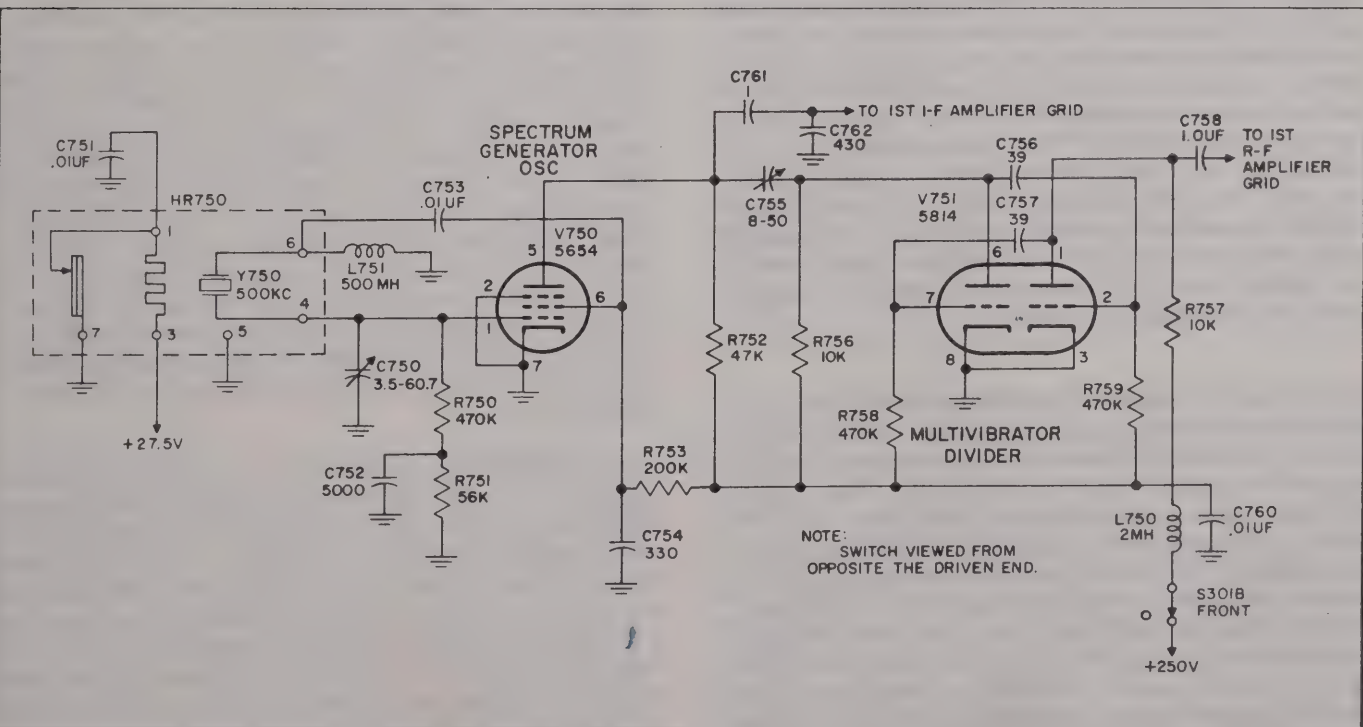 C751
.01UF
HR750
1
6
Y750
500KC
4
7
3
5
+27.5V
L751
500MH
C753
.01UF
SPECTRUM
GENERATOR
OSC
V750
5654
5
2
1
6
7
C750
3.5-60.7
R750
470K
C752
5000
R751
56K
C754
330
R753
200K
C761
1
TO 1ST I-F AMPLIFIER GRID
C762
430
C755
8-50
R752
47K
R756
10K
V751
5814
C756
39
C757
39
6
1
7
2
8
3
R758
470K
MULTIVIBRATOR
DIVIDER
R759
470K
C758
1.0UF
TO 1ST
R-F
AMPLIFIER
GRID
R757
10K
L750
2MH
C760
.01UF
S301B
FRONT
+250V
NOTE:
SWITCH VIEWED FROM
OPPOSITE THE DRIVEN END.